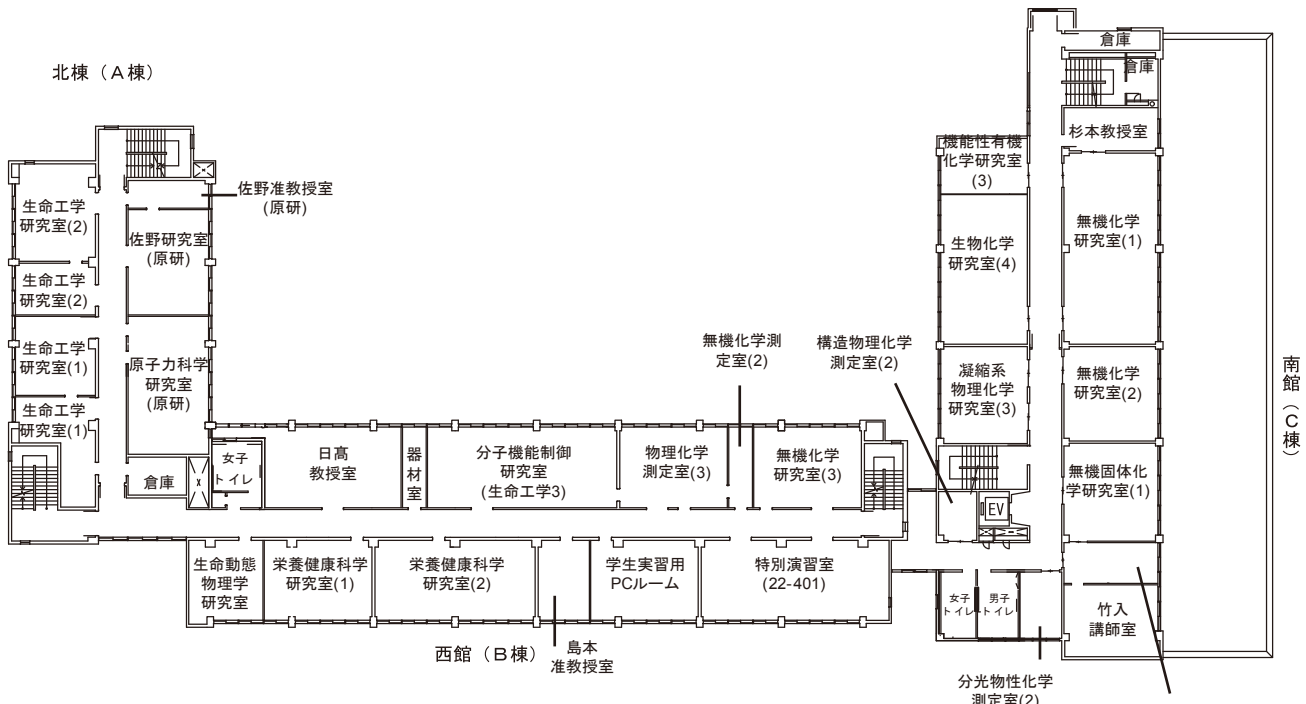 北棟（A棟）
生命工学
研究室(2)
生命工学
研究室(2)
生命工学
研究室(1)
生命工学
研究室(1)
佐野准教授室
(原研)
佐野研究室
(原研)
原子力科学
研究室
(原研)
倉庫
女子
トイレ
日髙
教授室
器
材
室
分子機能制御
研究室
(生命工学3)
物理化学
測定室(3)
無機化学測
定室(2)
無機化学
研究室(3)
生命動態
物理学
研究室
栄養健康科学
研究室(1)
栄養健康科学
研究室(2)
島本
准教授室
学生実習用
PCルーム
特別演習室
(22-401)
西館（B棟）
構造物理化学
測定室(2)
機能性有機
化学研究室
(3)
生物化学
研究室(4)
凝縮系
物理化学
研究室(3)
EV
女子
トイレ
男子
トイレ
分光物性化学
測定室(2)
倉庫
倉庫
杉本教授室
無機化学
研究室(1)
無機化学
研究室(2)
無機固体化
学研究室(1)
竹入
講師室
南館（C棟）